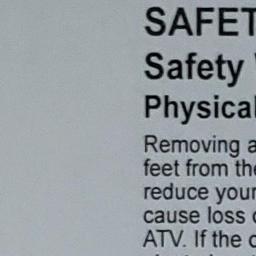 SAFET
Safety
Physical
Removing a
feet from the
reduce your
cause loss
ATV. If the